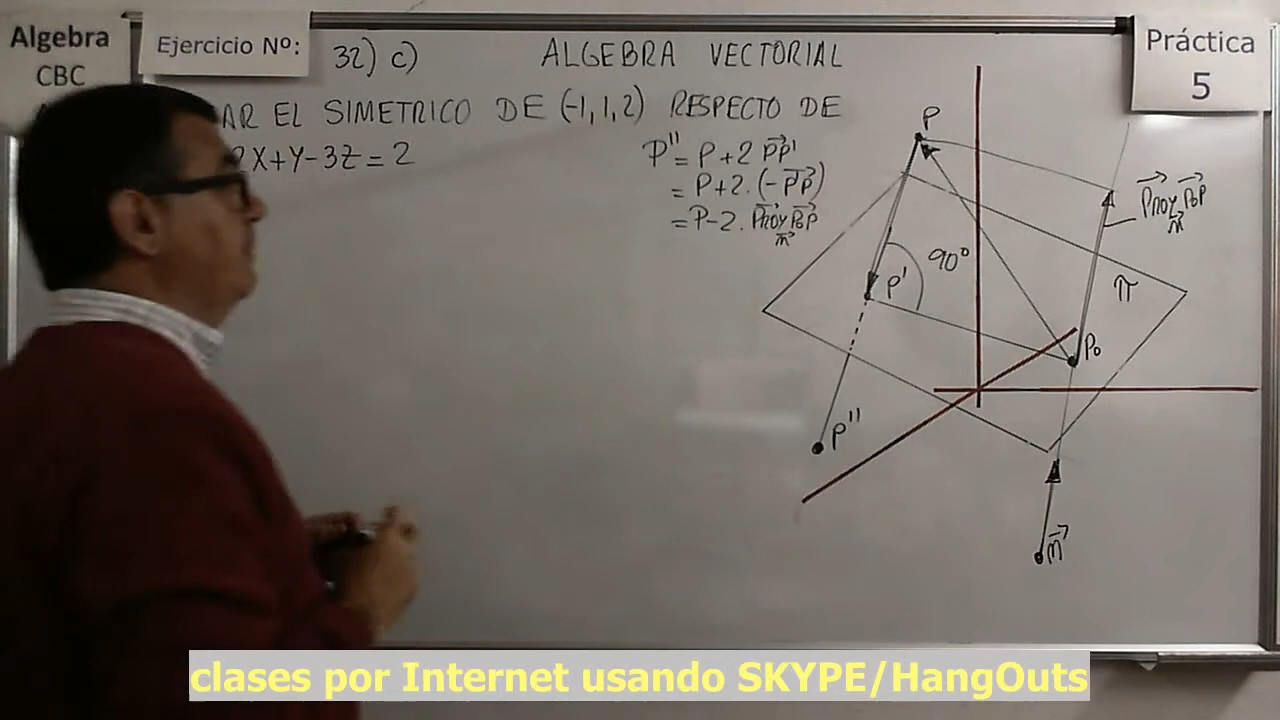 Algebra
CBC
Ejercicio Nº:
32) c)
ALGEBRA VECTORIAL
Práctica
5
AR EL SIMETRICO DE (-1,1,2) RESPECTO DE
2X+Y-3Z=2
P''=P+2 PP'
=P+2.(-P'P)
=P-2. PROY P₀P
n
P
PROY P₀P
n
90°
P'
π
P₀
P''
n
clases por Internet usando SKYPE/HangOuts